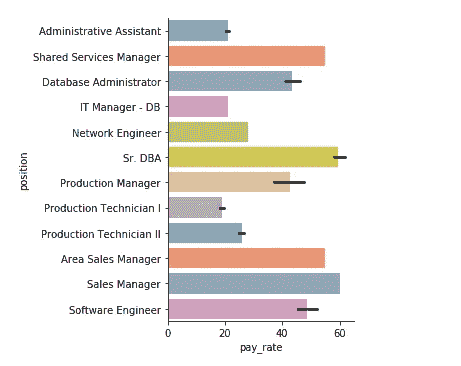 position
Administrative Assistant
Shared Services Manager
Database Administrator
IT Manager - DB
Network Engineer
Sr. DBA
Production Manager
Production Technician I
Production Technician II
Area Sales Manager
Sales Manager
Software Engineer
0 20 40 60
pay_rate